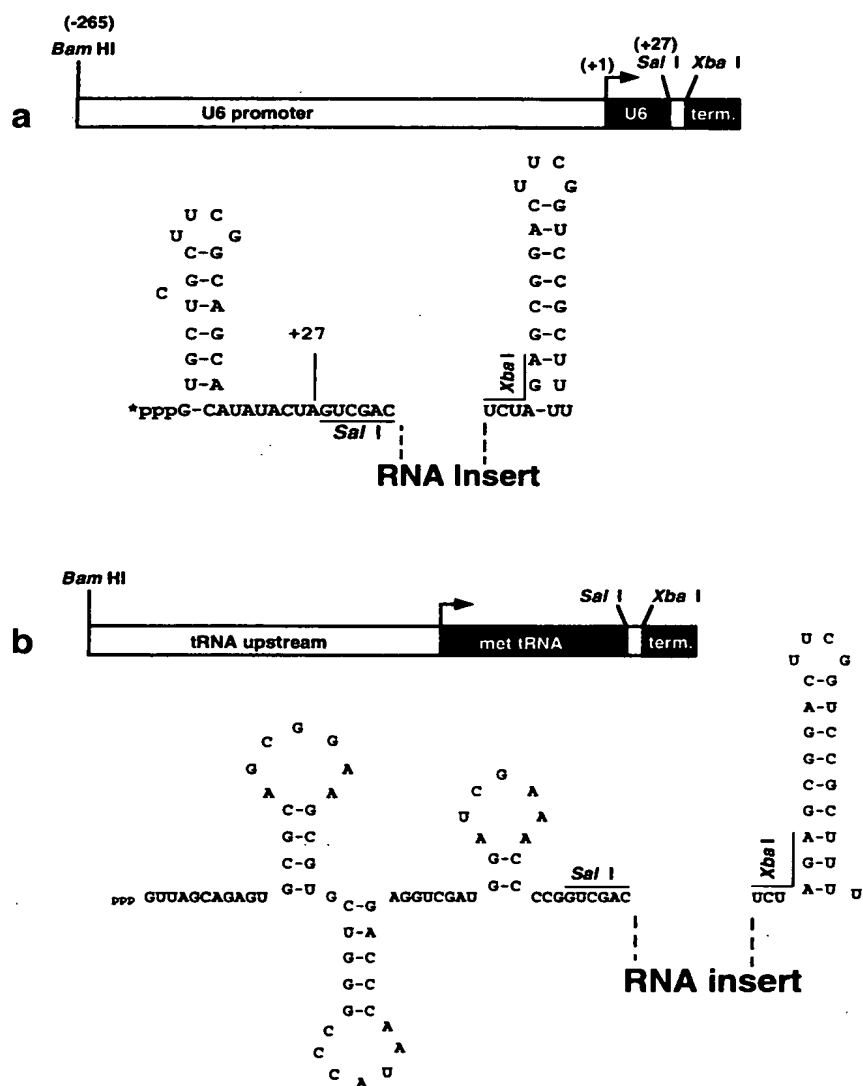 (-265)
Bam HI
(+1)
(+27)
Sal I
Xba I
a
U6 promoter
U6
term.
U C
U G
C-G
G-C
C
U-A
C-G
G-C
U-A
+27
*pppG-CAUAUACUAGUCGAC
Sal I
U C
U G
C-G
A-U
G-C
G-C
C-G
G-C
A-U
G U
Xba I
UCUA-UU
RNA Insert
Bam HI
Sal I
Xba I
b
tRNA upstream
met tRNA
term.
G
C G
G A
A A
C-G
G-C
C-G
G U
ppp GUUAGCAGAGU
G
C-G
U-A
G-C
G-C
G-C
C A
C A
C U
A
AGGUCGAU
G
C A
U A
A A
G-C
G-C
CCGGUCGAC
Sal I
U C
U G
C-G
A-U
G-C
G-C
C-G
G-C
A-U
G-U
Xba I
UCU
A-U U
RNA insert